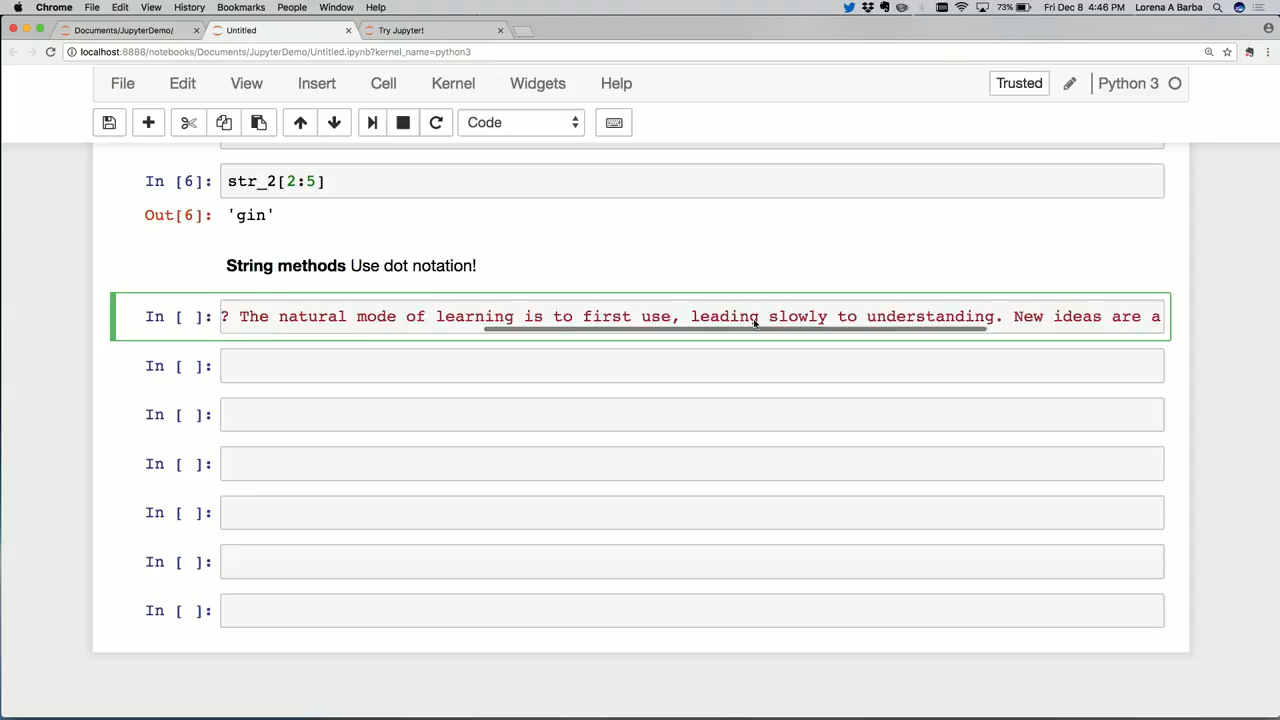 Chrome File Edit View History Bookmarks People Window Help 73% Fri Dec 8 4:46 PM Lorena A Barba
Documents/JupyterDemo/ Untitled Try Jupyter!
localhost:8888/notebooks/Documents/JupyterDemo/Untitled.ipynb?kernel_name=python3
File Edit View Insert Cell Kernel Widgets Help Trusted Python 3
Code
In [6]: str_2[2:5]
Out[6]: 'gin'
String methods Use dot notation!
In [ ]: ? The natural mode of learning is to first use, leading slowly to understanding. New ideas are a
In [ ]:
In [ ]:
In [ ]:
In [ ]:
In [ ]:
In [ ]: